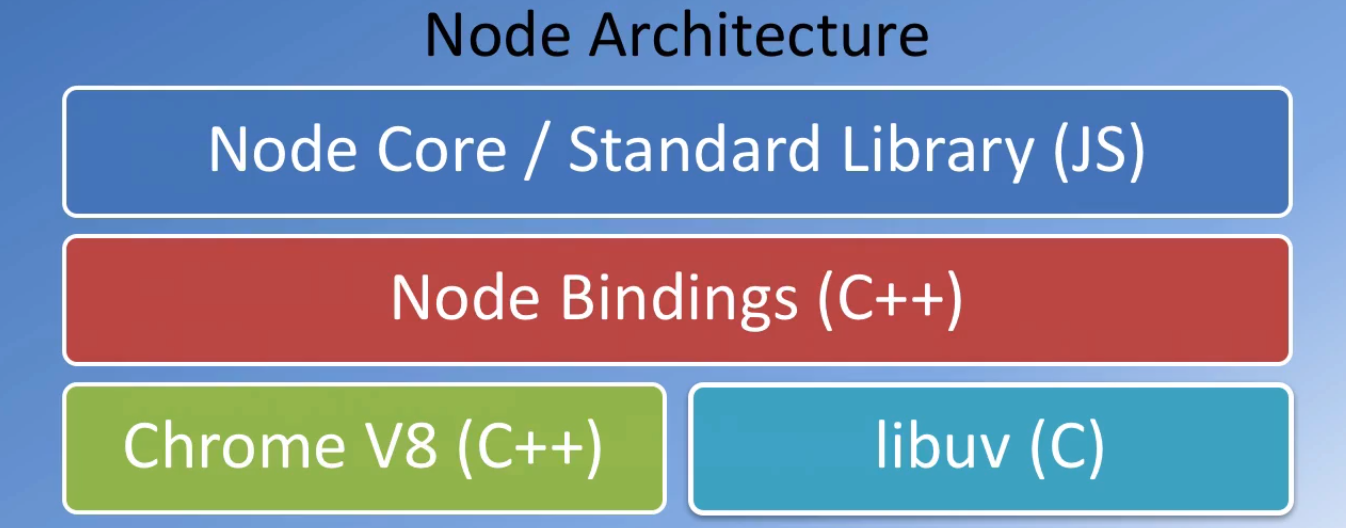 Node Architecture
Node Core / Standard Library (JS)
Node Bindings (C++)
Chrome V8 (C++)
libuv (C)